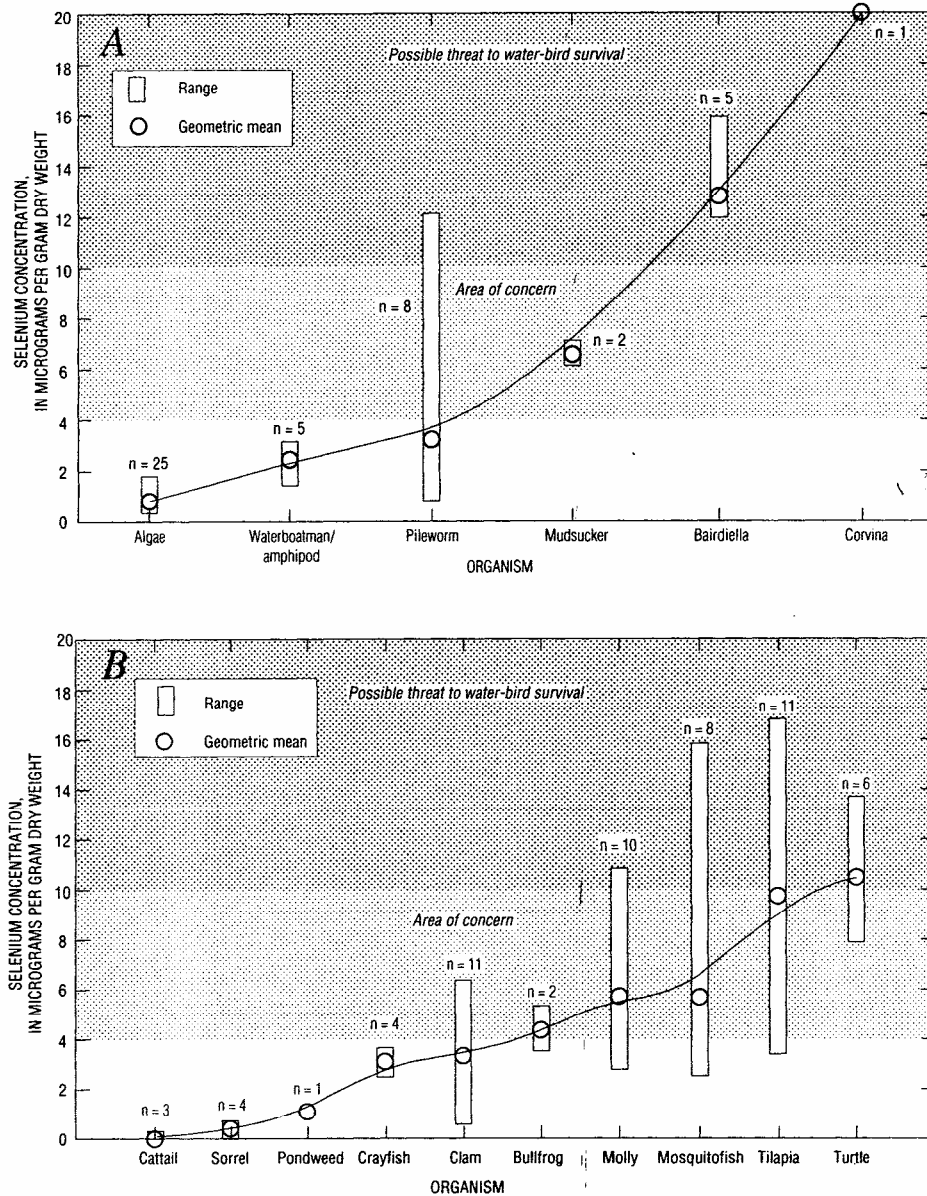 A
Possible threat to water-bird survival
n = 1
Range
Geometric mean
n = 5
n = 8
Area of concern
n = 2
n = 5
n = 25
20
18
16
14
12
10
8
6
4
2
0
SELENIUM CONCENTRATION,
IN MICROGRAMS PER GRAM DRY WEIGHT
Algae
Waterboatman/
amphipod
Pileworm
Mudsucker
Bairdiella
Corvina
ORGANISM
B
Possible threat to water-bird survival
Range
Geometric mean
n = 11
n = 8
n = 6
n = 10
Area of concern
n = 11
n = 2
n = 4
n = 1
n = 4
n = 3
20
18
16
14
12
10
8
6
4
2
0
SELENIUM CONCENTRATION,
IN MICROGRAMS PER GRAM DRY WEIGHT
Cattail
Sorrel
Pondweed
Crayfish
Clam
Bullfrog
Molly
Mosquitofish
Tilapia
Turtle
ORGANISM